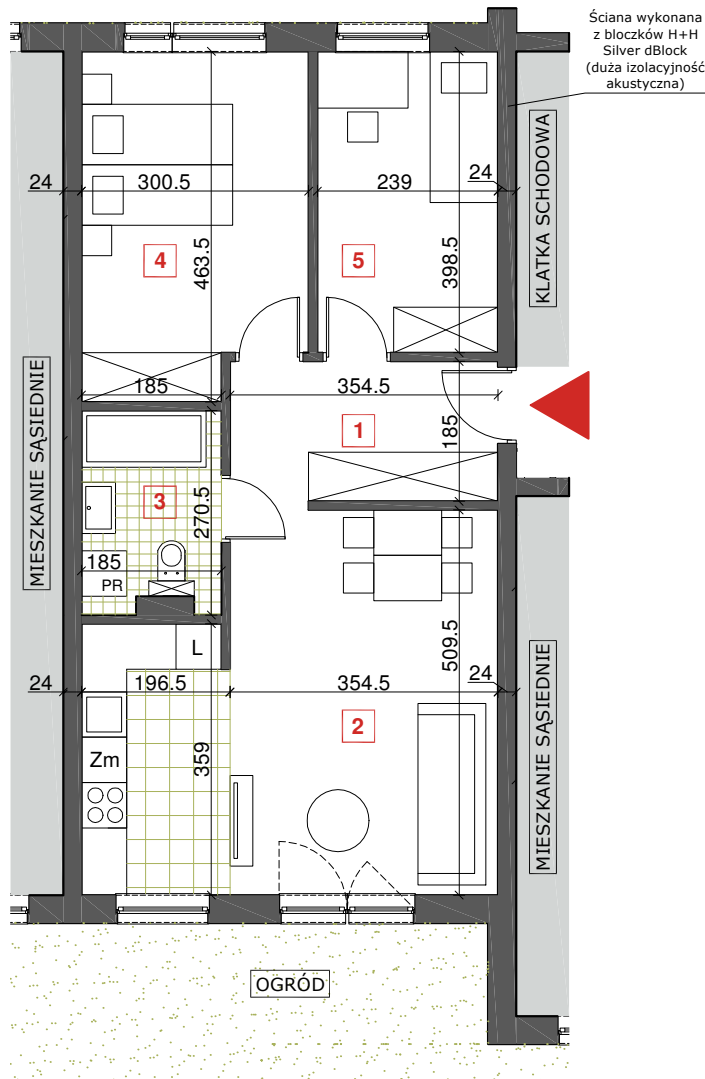 Ściana wykonana
z bloczków H+H
Silver dBlock
(duża izolacyjność
akustyczna)
KLATKA SCHODOWA
24
300.5
239
24
4
463.5
5
398.5
185
354.5
1
185
MIESZKANIE SĄSIEDNIE
3
270.5
185
PR
L
509.5
24
196.5
354.5
24
2
Zm
359
MIESZKANIE SĄSIEDNIE
OGRÓD